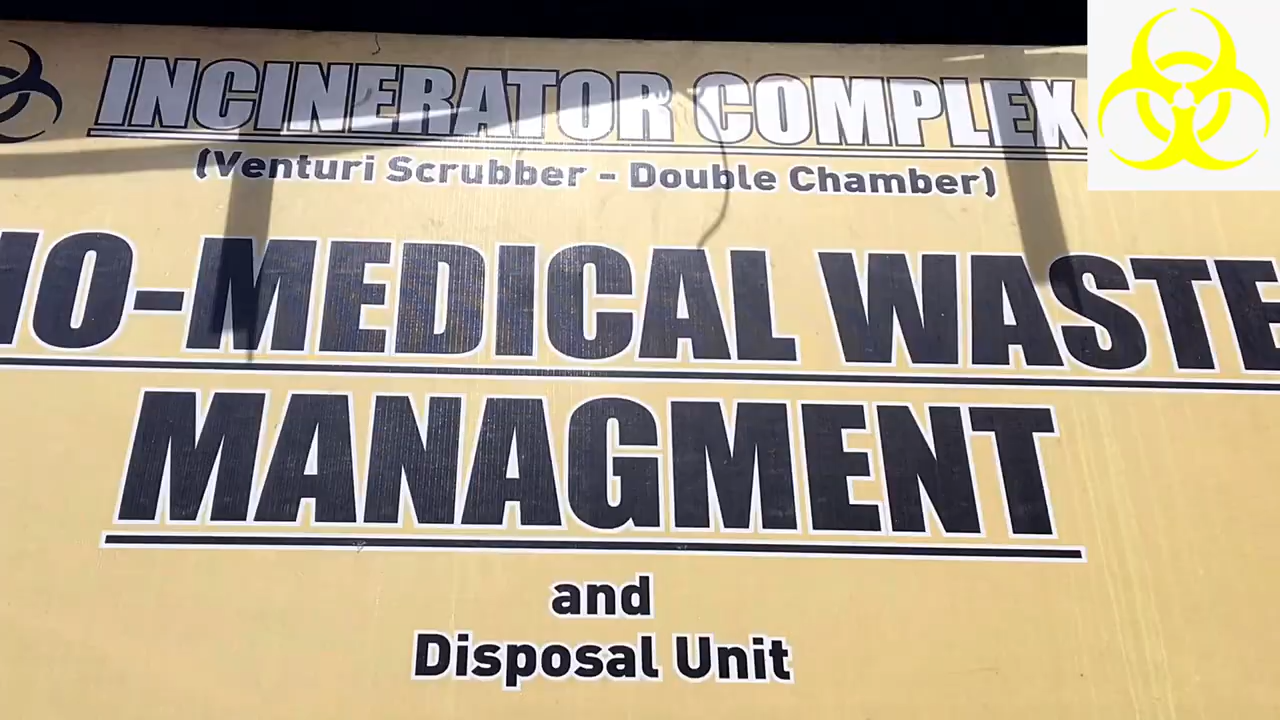 INCINERATOR COMPLEX
(Venturi Scrubber - Double Chamber)
IO-MEDICAL WASTE
MANAGMENT
and
Disposal Unit